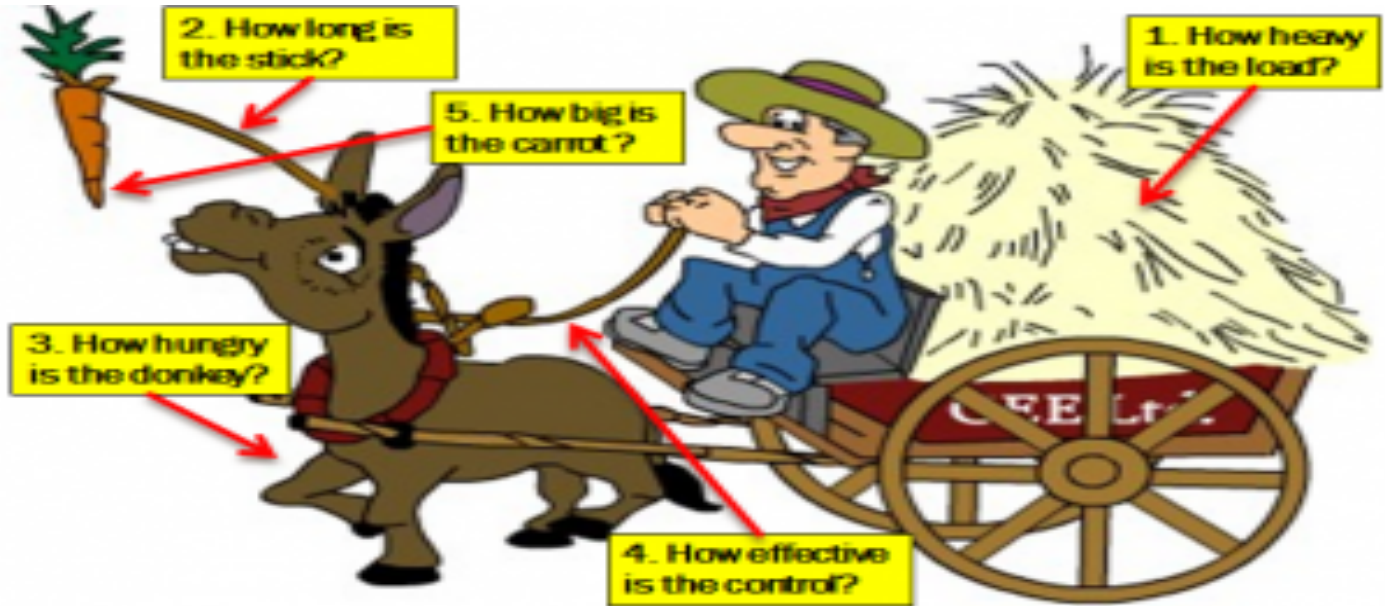 2. How long is
the stick?
1. How heavy
is the load?
5. How big is
the carrot?
3. How hungry
is the donkey?
4. How effective
is the control?
Ltd.